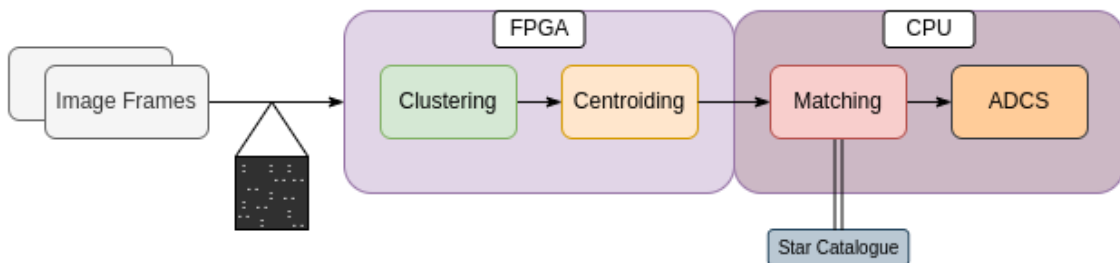 FPGA
CPU
Image Frames
Clustering
Centroiding
Matching
ADCS
Star Catalogue